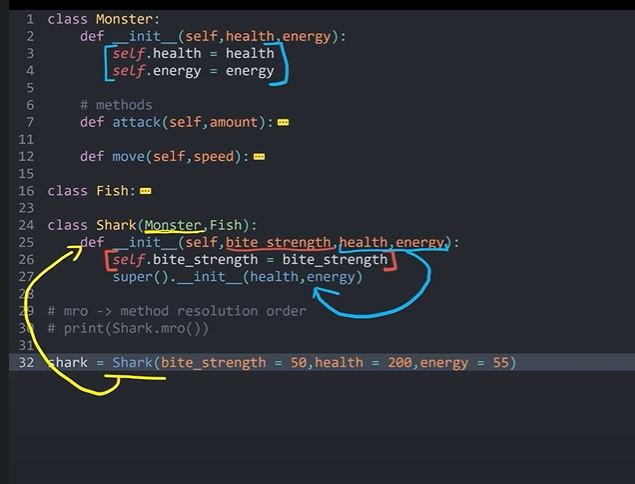 1 class Monster:
2 def __init__(self,health,energy):
3 self.health = health
4 self.energy = energy
5
6 # methods
7 def attack(self,amount):
11
12 def move(self,speed):
15
16 class Fish:
23
24 class Shark(Monster,Fish):
25 def __init__(self,bite_strength,health,energy):
26 self.bite_strength = bite_strength
27 super().__init__(health,energy)
28
29 # mro -> method resolution order
30 # print(Shark.mro())
31
32 shark = Shark(bite_strength = 50,health = 200,energy = 55)